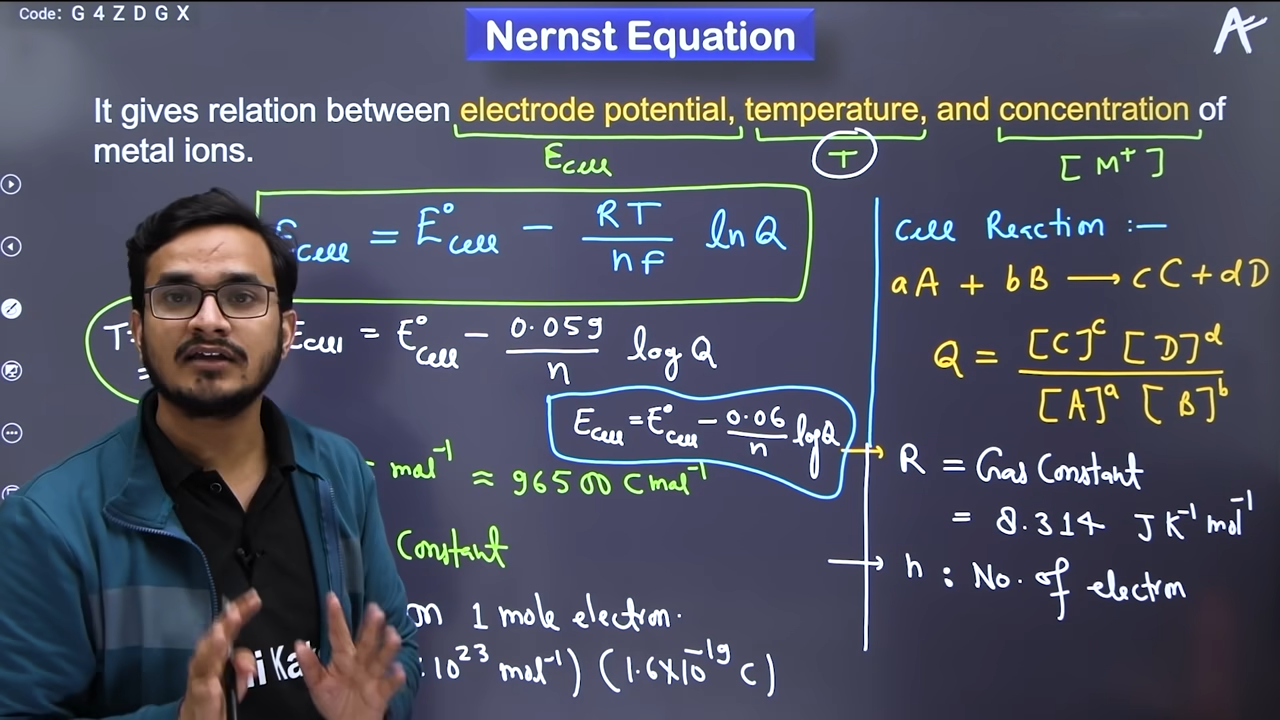 Code: G 4 Z D G X
Nernst Equation
It gives relation between electrode potential, temperature, and concentration of
metal ions.
Ecell
T
[M⁺]
Ecell = E°cell − RT/nF ln Q
T=
=
Ecell = E°cell − 0.059/n log Q
Ecell = E°cell − 0.06/n log Q
mol⁻¹ ≈ 96500 C mol⁻¹
Constant
on 1 mole electron.
10²³ mol⁻¹) (1.6×10⁻¹⁹ C)
Cell Reaction :−
aA + bB ⟶ cC + dD
Q = [C]ᶜ [D]ᵈ / [A]ᵃ [B]ᵇ
→ R = Gas Constant
= 8.314 J K⁻¹ mol⁻¹
→ n : No. of electron